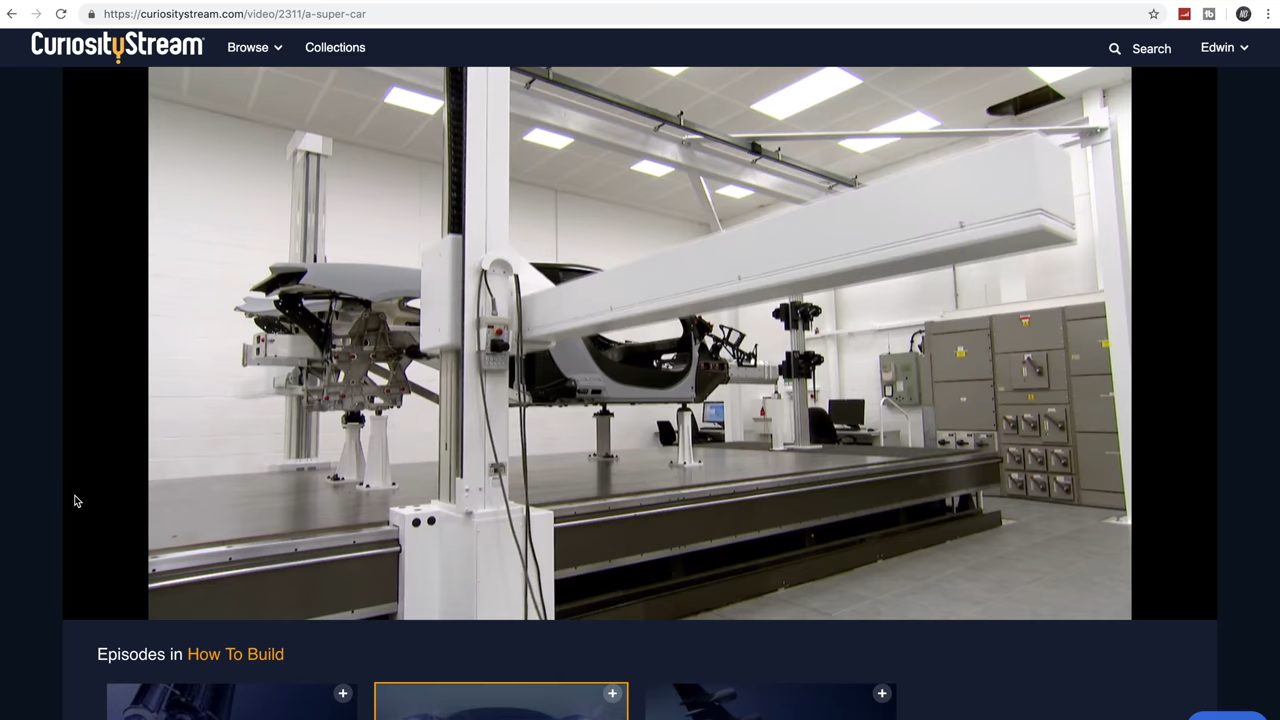 https://curiositystream.com/video/2311/a-super-car
CuriosityStream
Browse
Collections
Search
Edwin
Episodes in How To Build